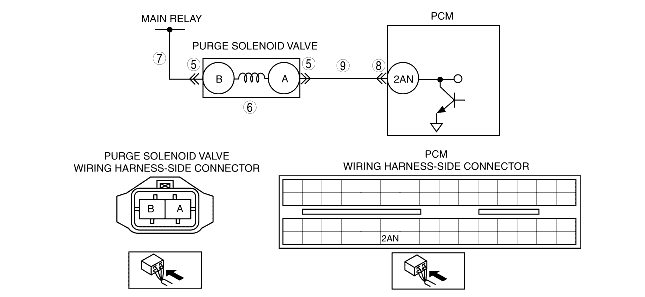 MAIN RELAY
PCM
PURGE SOLENOID VALVE
7
5
5
9
8
B
A
2AN
6
PURGE SOLENOID VALVE
WIRING HARNESS-SIDE CONNECTOR
PCM
WIRING HARNESS-SIDE CONNECTOR
B A
2AN